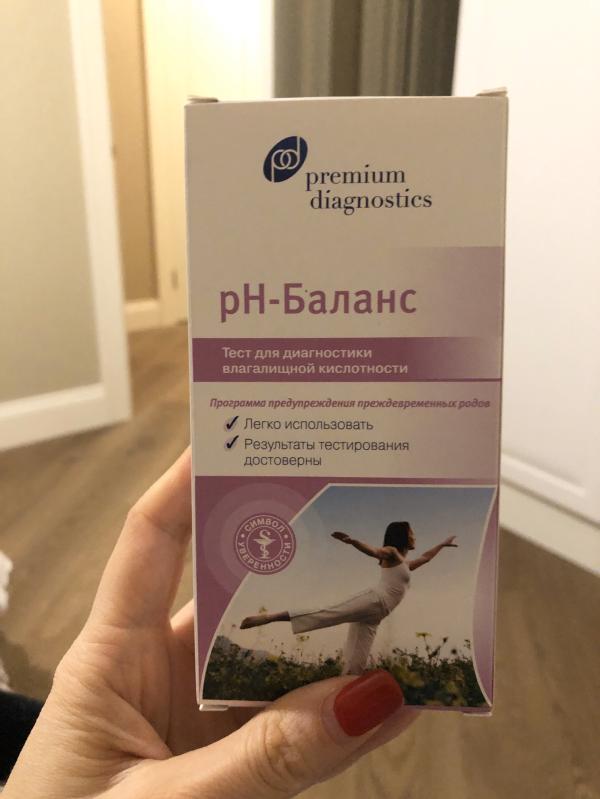 pd
premium
diagnostics
pH-Баланс
Тест для диагностики
влагалищной кислотности
Программа предупреждения преждевременных родов
✓ Легко использовать
✓ Результаты тестирования
достоверны
СИМВОЛ
УВЕРЕННОСТИ